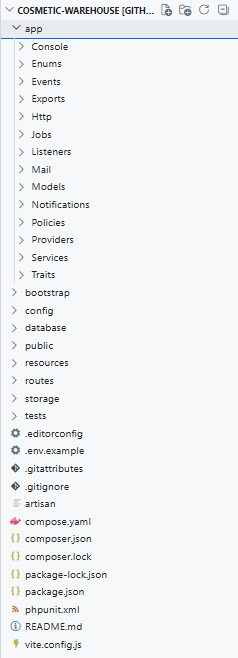 COSMETIC-WAREHOUSE [GITH...
app
Console
Enums
Events
Exports
Http
Jobs
Listeners
Mail
Models
Notifications
Policies
Providers
Services
Traits
bootstrap
config
database
public
resources
routes
storage
tests
.editorconfig
.env.example
.gitattributes
.gitignore
artisan
compose.yaml
composer.json
composer.lock
package-lock.json
package.json
phpunit.xml
README.md
vite.config.js